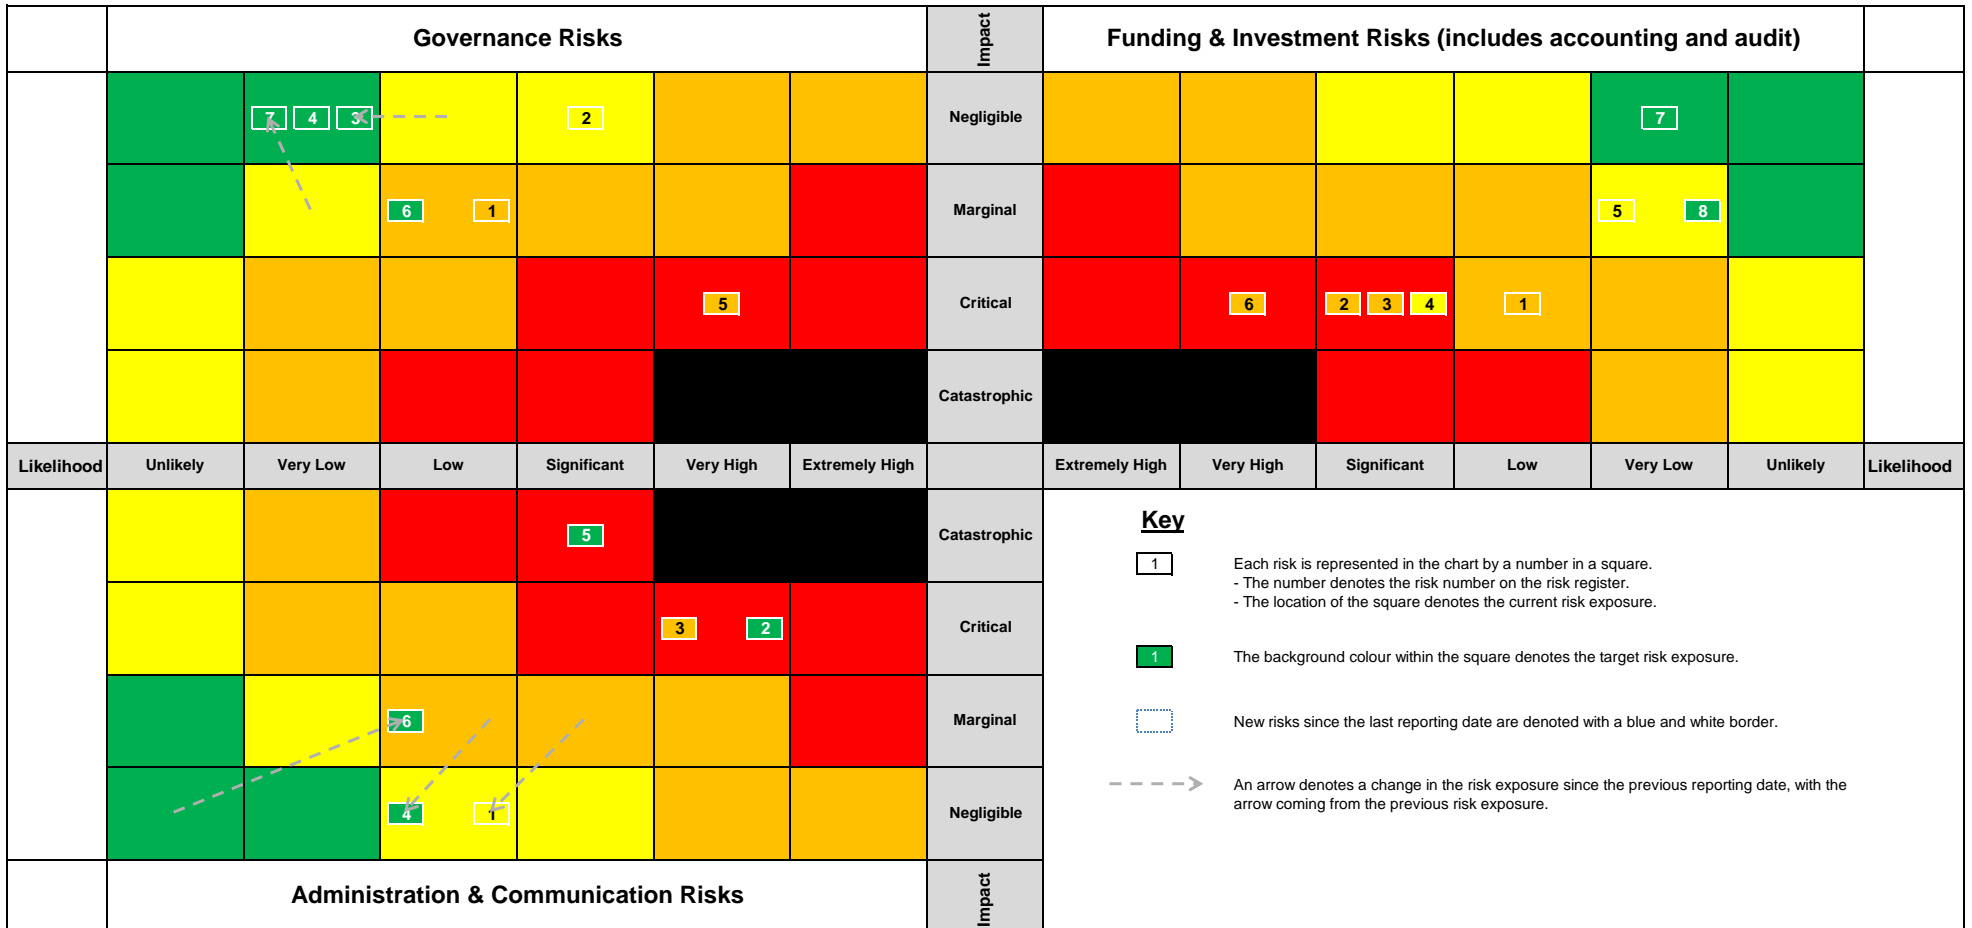 Governance Risks
Impact
Funding & Investment Risks (includes accounting and audit)
7 4 3 2
Negligible
7
6 1
Marginal
5 8
5
Critical
6 2 3 4 1
Catastrophic
Likelihood Unlikely Very Low Low Significant Very High Extremely High Extremely High Very High Significant Low Very Low Unlikely Likelihood
5
Catastrophic
3 2
Critical
6
Marginal
4 1
Negligible
Administration & Communication Risks
Impact
Key
1
Each risk is represented in the chart by a number in a square.
- The number denotes the risk number on the risk register.
- The location of the square denotes the current risk exposure.
1
The background colour within the square denotes the target risk exposure.
New risks since the last reporting date are denoted with a blue and white border.
An arrow denotes a change in the risk exposure since the previous reporting date, with the
arrow coming from the previous risk exposure.